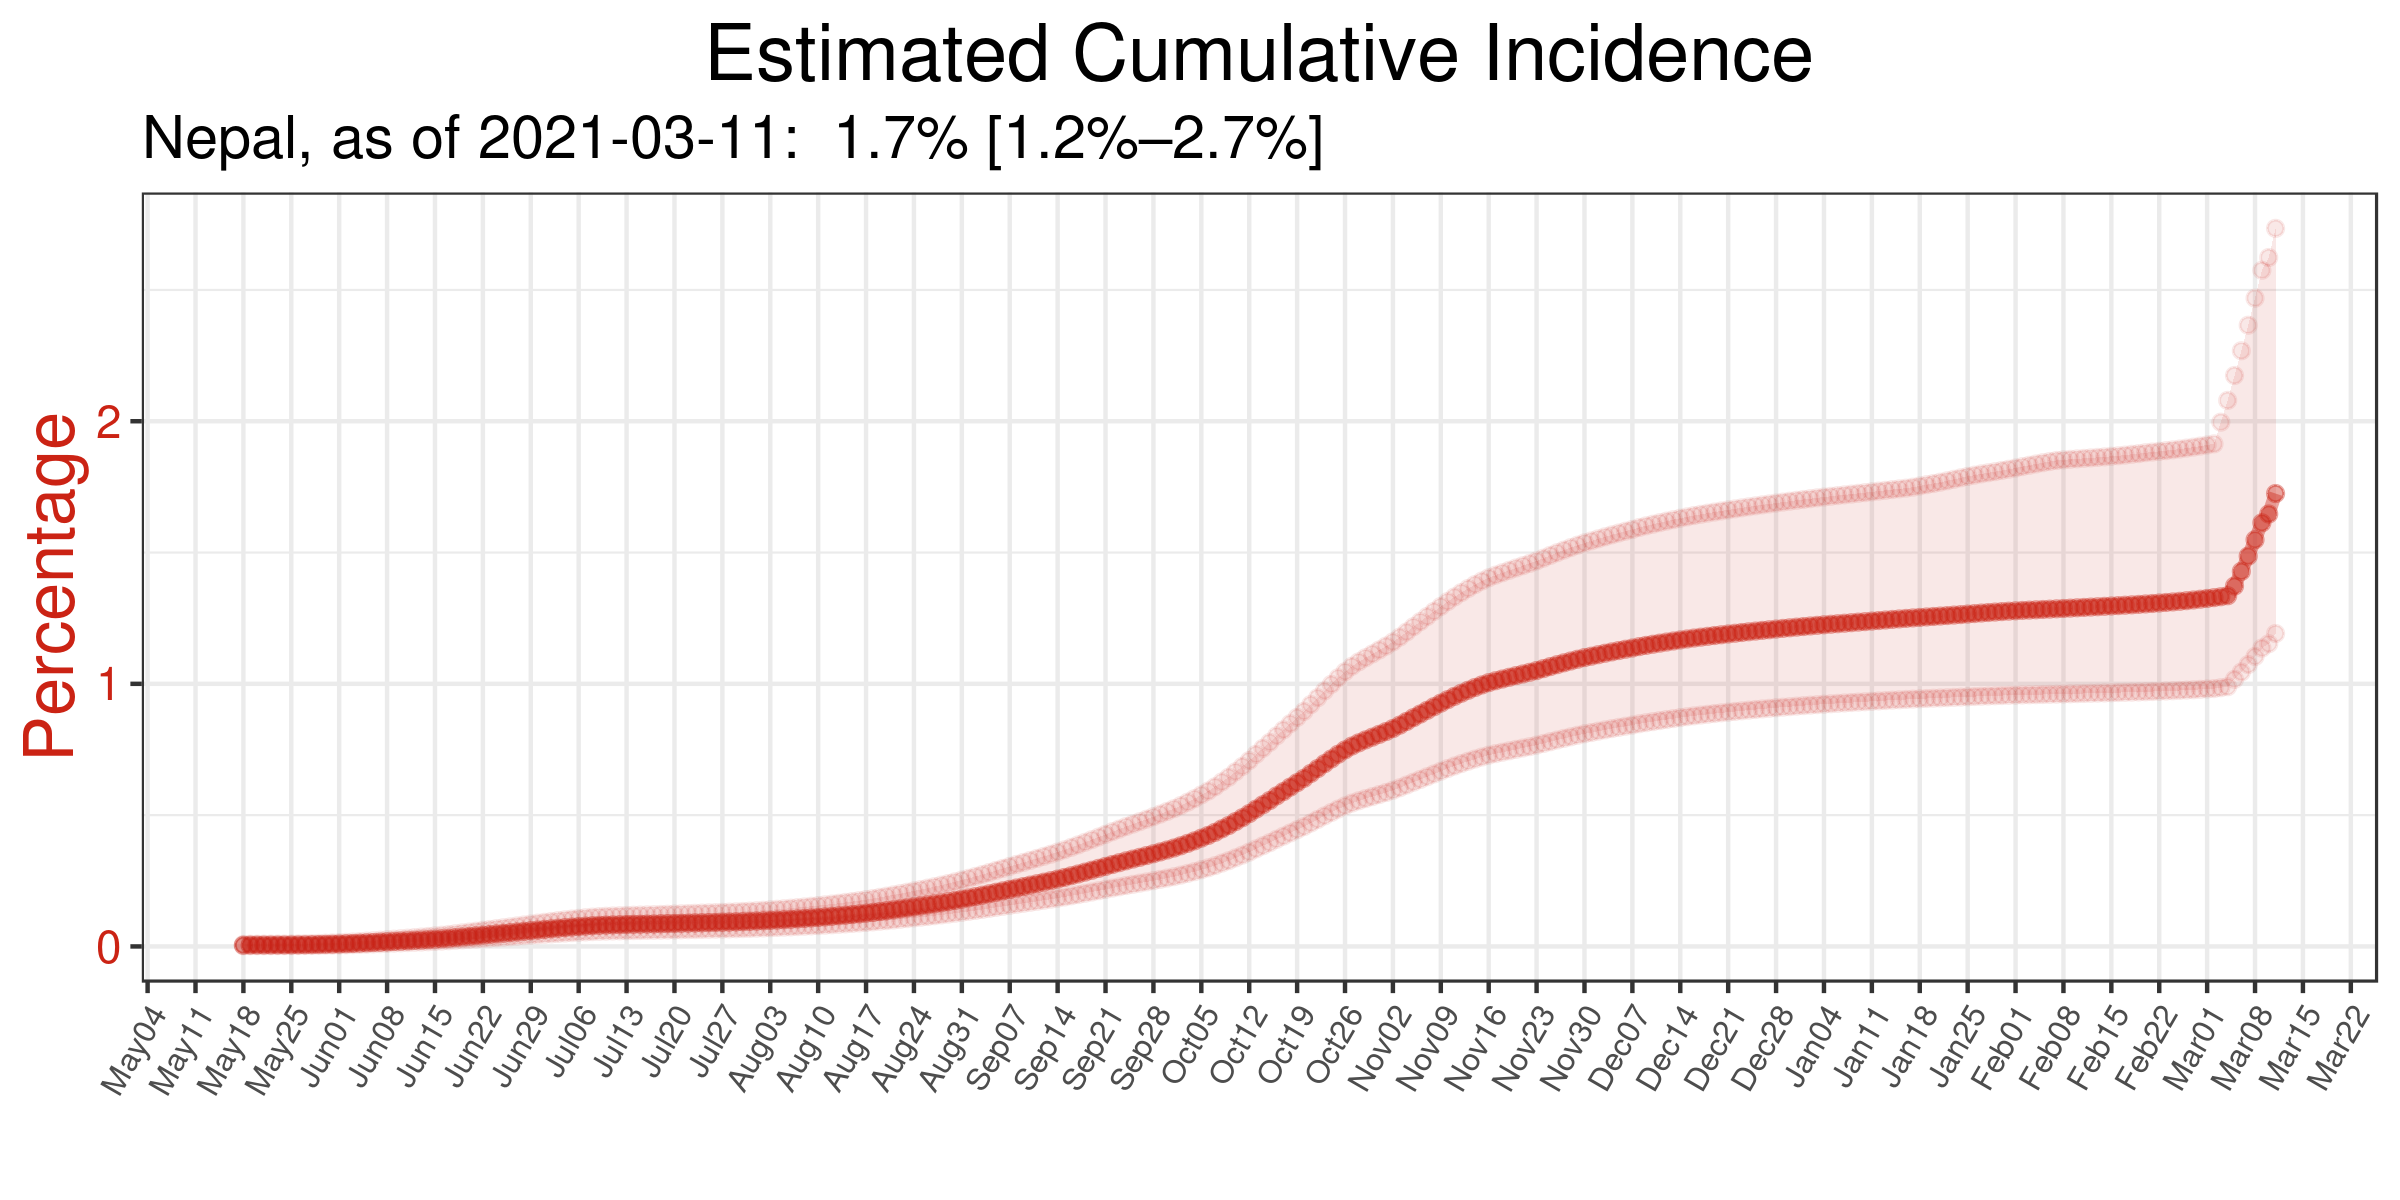 Estimated Cumulative Incidence
Nepal, as of 2021-03-11:  1.7% [1.2%–2.7%]
Percentage
2
1
0
May04
May11
May18
May25
Jun01
Jun08
Jun15
Jun22
Jun29
Jul06
Jul13
Jul20
Jul27
Aug03
Aug10
Aug17
Aug24
Aug31
Sep07
Sep14
Sep21
Sep28
Oct05
Oct12
Oct19
Oct26
Nov02
Nov09
Nov16
Nov23
Nov30
Dec07
Dec14
Dec21
Dec28
Jan04
Jan11
Jan18
Jan25
Feb01
Feb08
Feb15
Feb22
Mar01
Mar08
Mar15
Mar22